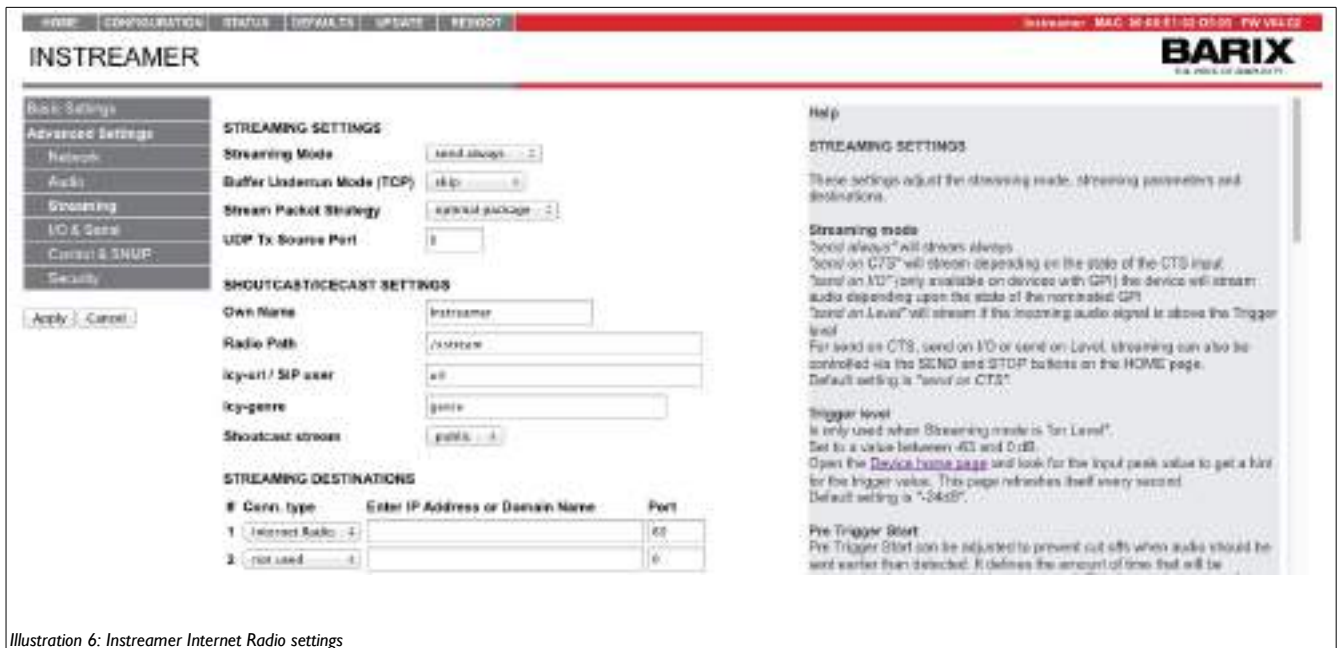 HOME CONFIGURATION STATUS DEFAULTS UPDATE REBOOT
Instreamer MAC
INSTREAMER
BARIX
Basic Settings
Advanced Settings
Network
Audio
Streaming
I/O & Serial
Control & SNMP
Security
Apply Cancel
STREAMING SETTINGS
Streaming Mode send always
Buffer Underrun Mode (TCP) skip
Stream Packet Strategy optimal package
UDP Tx Source Port 0
SHOUTCAST/ICECAST SETTINGS
Own Name Instreamer
Radio Path /xstream
icy-url / SIP user url
Icy-genre genre
Shoutcast stream public
STREAMING DESTINATIONS
# Conn. type Enter IP Address or Domain Name Port
1 Internet Radio
2 not used 0
Help
STREAMING SETTINGS
These settings adjust the streaming mode, streaming parameters and
destinations.
Streaming mode
"send always" will stream always
"send on CTS" will stream depending on the state of the CTS input
"send on I/O" (only available on devices with GPI) the device will stream
audio depending upon the state of the nominated GPI
"send on Level" will stream if the incoming audio signal is above the Trigger
level
For send on CTS, send on I/O or send on Level, streaming can also be
controlled via the SEND and STOP buttons on the HOME page.
Default setting is "send on CTS".
Trigger level
Is only used when Streaming mode is "on Level".
Set to a value between -63 and 0 dB.
Open the Device home page and look for the input peak value to get a hint
for the trigger value. This page refreshes itself every second.
Default setting is "-34dB".
Pre Trigger Start
Pre Trigger Start can be adjusted to prevent cut offs when audio should be
sent earlier than detected. It defines the amount of time that will be
Illustration 6: Instreamer Internet Radio settings